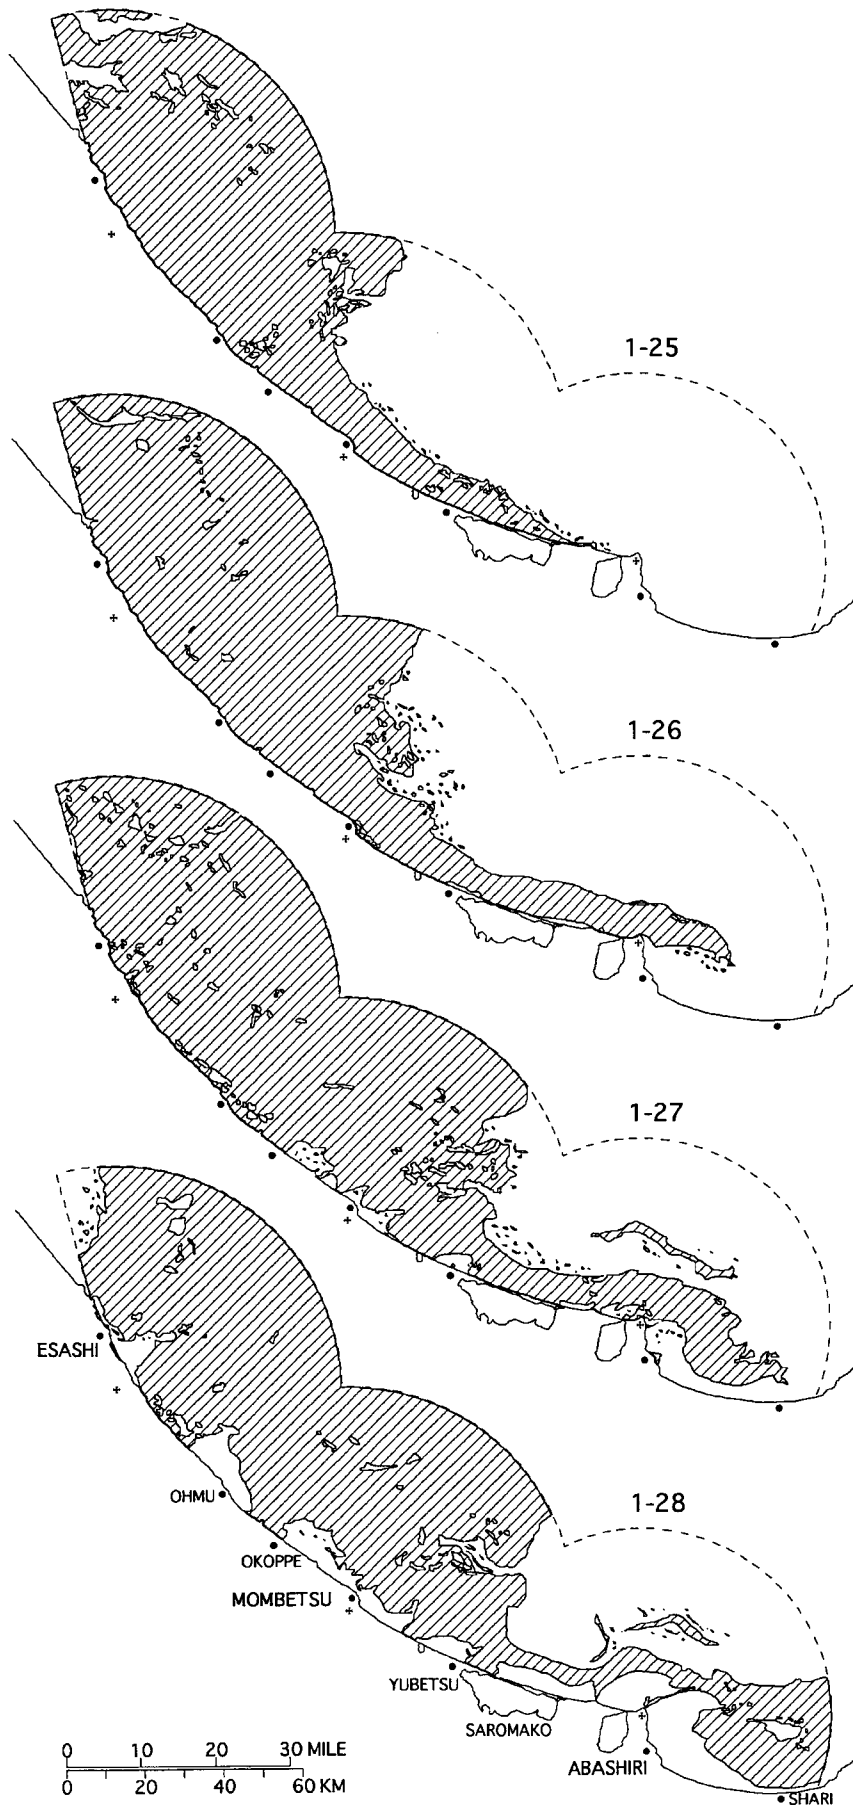 1-25
1-26
1-27
1-28
ESASHI
OHMU
OKOPPE
MOMBETSU
YUBETSU
SAROMAKO
ABASHIRI
SHARI
0 10 20 30 MILE
0 20 40 60 KM